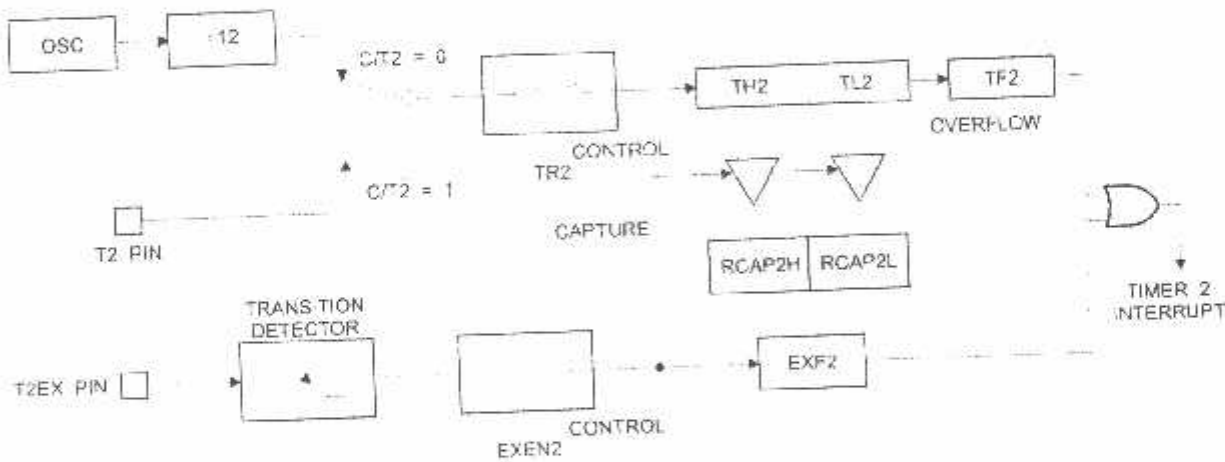 OSC
÷12
C/T2 = 0
TH2
TL2
TF2
OVERFLOW
CONTROL
TR2
C/T2 = 1
T2 PIN
CAPTURE
RCAP2H
RCAP2L
TIMER 2
INTERRUPT
TRANSITION
DETECTOR
T2EX PIN
EXF2
CONTROL
EXEN2